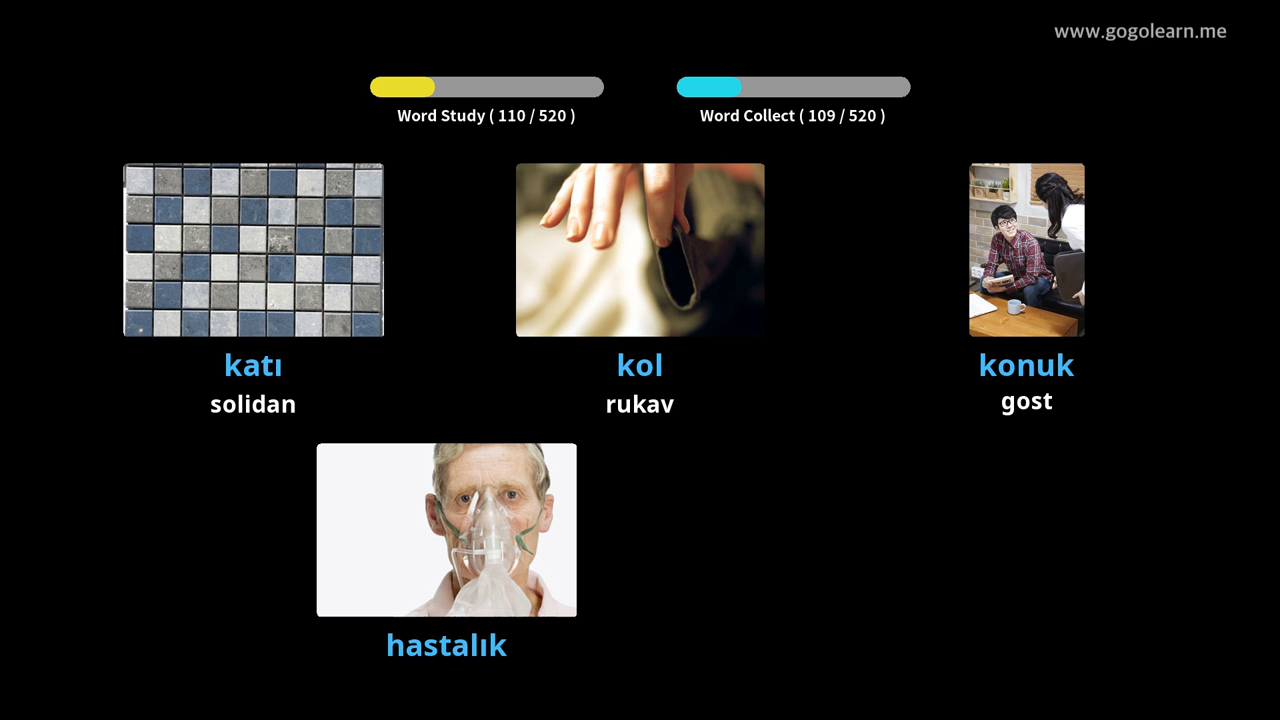 www.gogolearn.me
Word Study ( 110 / 520 )
Word Collect ( 109 / 520 )
katı
kol
konuk
solidan
rukav
gost
hastalık